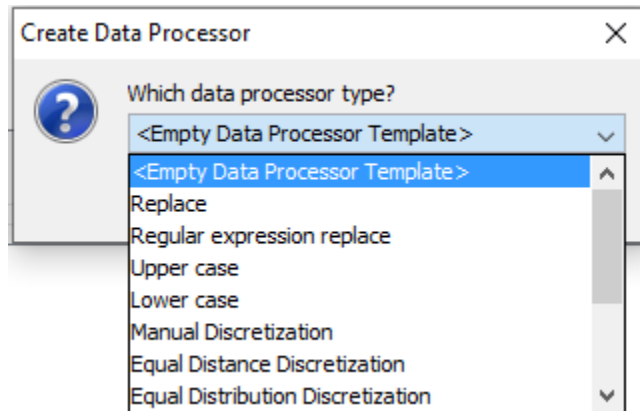 Create Data Processor
Which data processor type?
<Empty Data Processor Template>
<Empty Data Processor Template>
Replace
Regular expression replace
Upper case
Lower case
Manual Discretization
Equal Distance Discretization
Equal Distribution Discretization